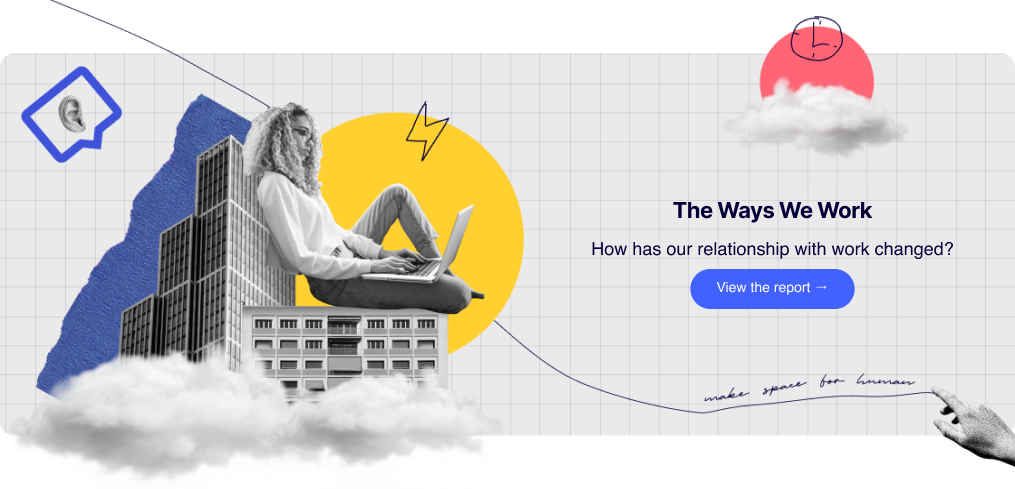 The Ways We Work
How has our relationship with work changed?
View the report →
make space for human